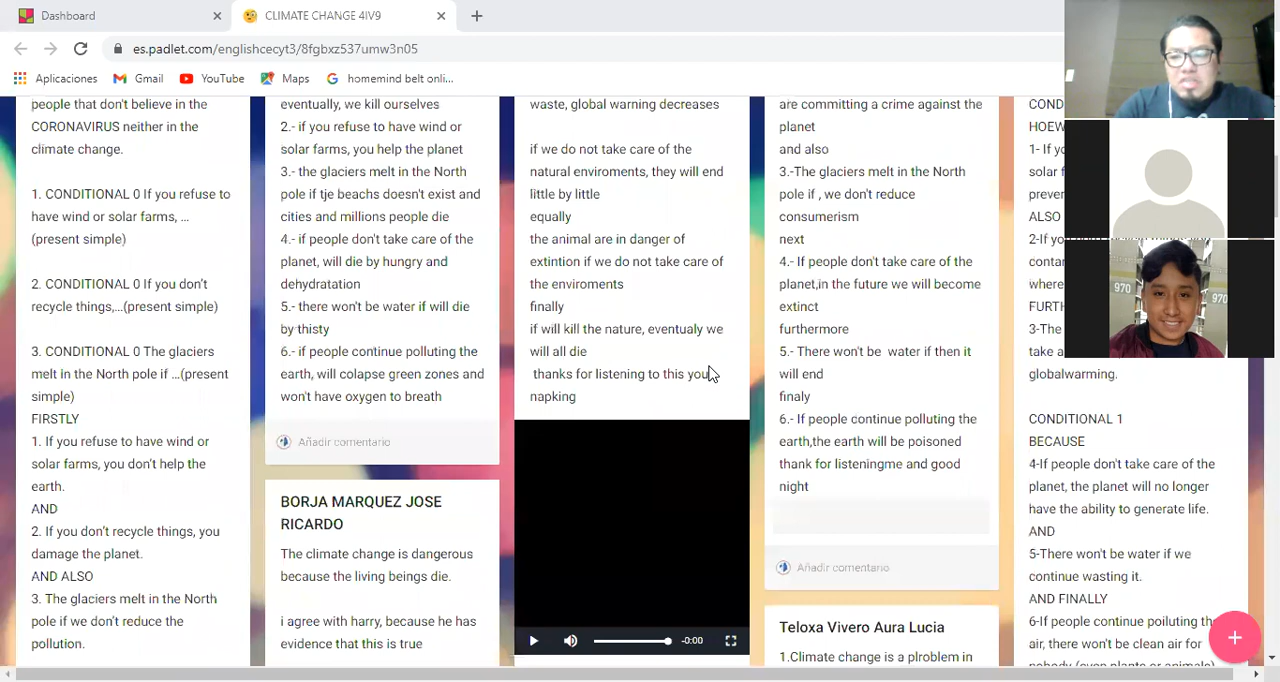 Dashboard
CLIMATE CHANGE 4IV9
es.padlet.com/englishcecyt3/8fgbxz537umw3n05
Aplicaciones
Gmail
YouTube
Maps
homemind belt onli...
people that don't believe in the
CORONAVIRUS neither in the
climate change.
1. CONDITIONAL 0 If you refuse to
have wind or solar farms, ...
(present simple)
2. CONDITIONAL 0 If you don't
recycle things,...(present simple)
3. CONDITIONAL 0 The glaciers
melt in the North pole if ...(present
simple)
FIRSTLY
1. If you refuse to have wind or
solar farms, you don't help the
earth.
AND
2. If you don't recycle things, you
damage the planet.
AND ALSO
3. The glaciers melt in the North
pole if we don't reduce the
pollution.
eventually, we kill ourselves
2.- if you refuse to have wind or
solar farms, you help the planet
3.- the glaciers melt in the North
pole if tje beachs doesn't exist and
cities and millions people die
4.- if people don't take care of the
planet, will die by hungry and
dehydratation
5.- there won't be water if will die
by thisty
6.- if people continue polluting the
earth, will colapse green zones and
won't have oxygen to breath
Añadir comentario
BORJA MARQUEZ JOSE
RICARDO
The climate change is dangerous
because the living beings die.
i agree with harry, because he has
evidence that this is true
waste, global warning decreases
if we do not take care of the
natural enviroments, they will end
little by little
equally
the animal are in danger of
extintion if we do not take care of
the enviroments
finally
if will kill the nature, eventualy we
will all die
thanks for listening to this your
napking
-0:00
are committing a crime against the
planet
and also
3.-The glaciers melt in the North
pole if , we don't reduce
consumerism
next
4.- If people don't take care of the
planet,in the future we will become
extinct
furthermore
5.- There won't be water if then it
will end
finaly
6.- If people continue polluting the
earth,the earth will be poisoned
thank for listeningme and good
night
Añadir comentario
Teloxa Vivero Aura Lucia
1.Climate change is a plroblem in
COND
HOEW
1- If yo
solar f
preven
ALSO
2-If you
contar
where
FURTH
3-The
take a
globalwarming.
CONDITIONAL 1
BECAUSE
4-If people don't take care of the
planet, the planet will no longer
have the ability to generate life.
AND
5-There won't be water if we
continue wasting it.
AND FINALLY
6-If people continue poiluting the
air, there won't be clean air for
nobody (even plants or animals)
970
970